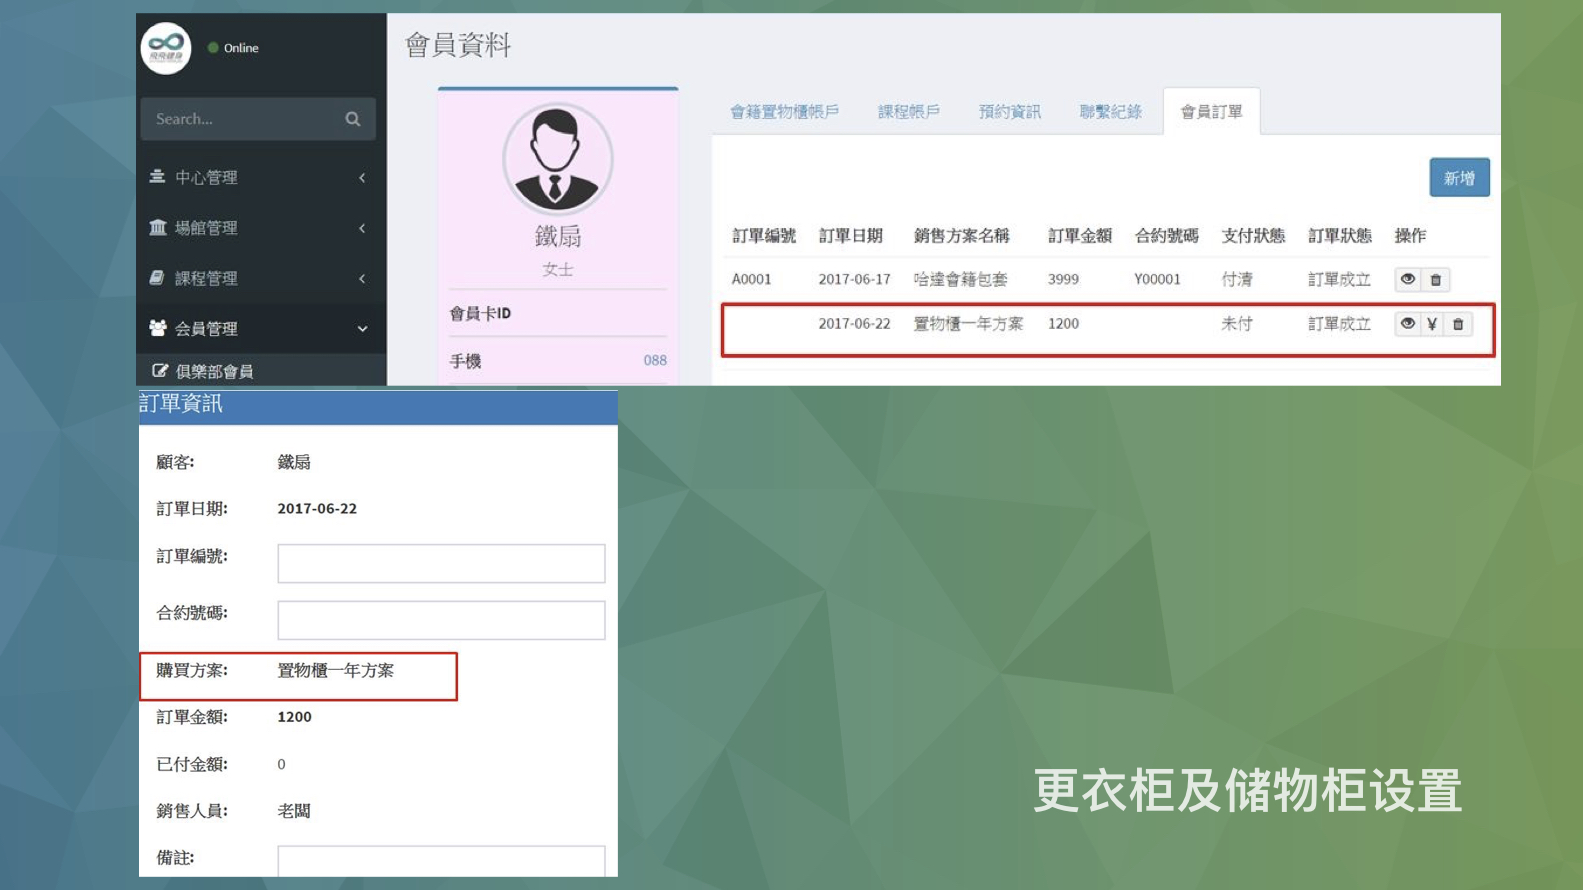 飛飛健身
Online
會員資料
Search...
中心管理
場館管理
課程管理
会員管理
俱樂部會員
鐵扇
女士
會員卡ID
手機 088
會籍置物櫃帳戶 課程帳戶 預約資訊 聯繫紀錄 會員訂單
新增
訂單編號 訂單日期 銷售方案名稱 訂單金額 合約號碼 支付狀態 訂單狀態 操作
A0001 2017-06-17 哈達會籍包套 3999 Y00001 付清 訂單成立
2017-06-22 置物櫃一年方案 1200 未付 訂單成立 ¥
訂單資訊
顧客: 鐵扇
訂單日期: 2017-06-22
訂單編號:
合約號碼:
購買方案: 置物櫃一年方案
訂單金額: 1200
已付金額: 0
銷售人員: 老闆
備註:
更衣柜及储物柜设置